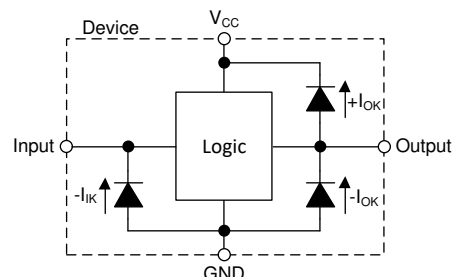 Device
VCC
+IOK
Input
Logic
Output
-IIK
-IOK
GND